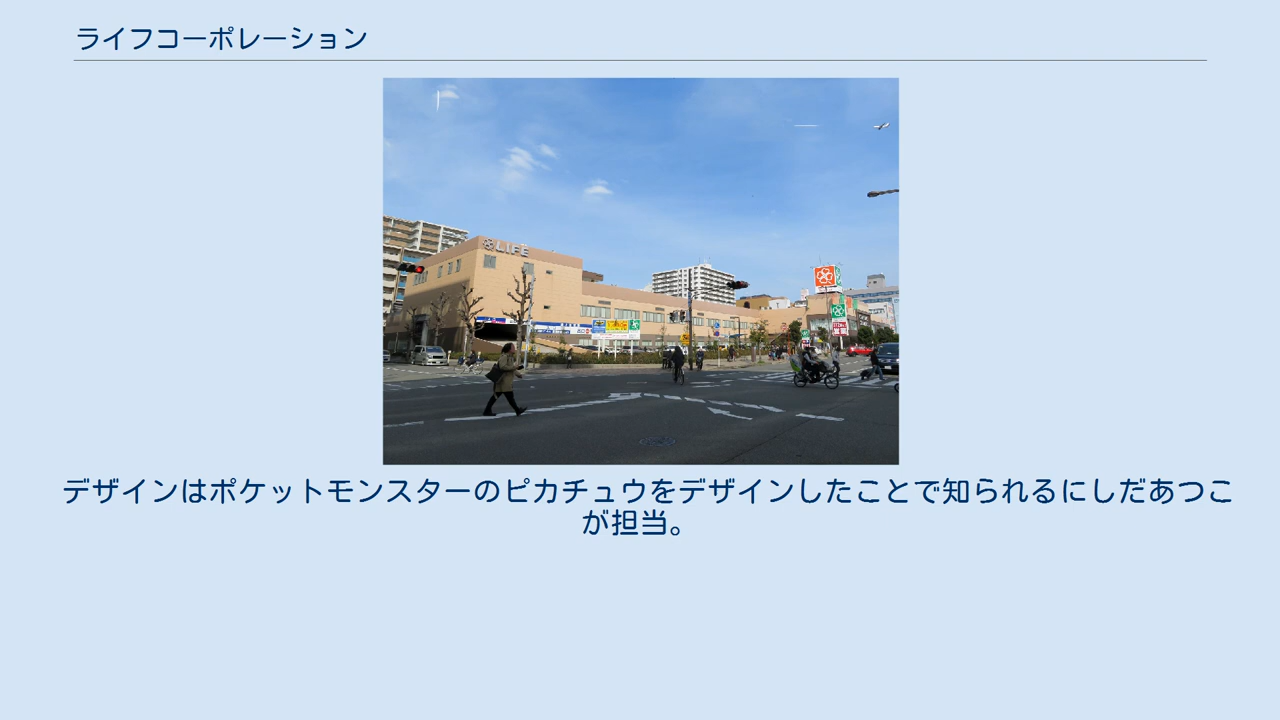 ライフコーポレーション
LIFE
デザインはポケットモンスターのピカチュウをデザインしたことで知られるにしだあつこ
が担当。